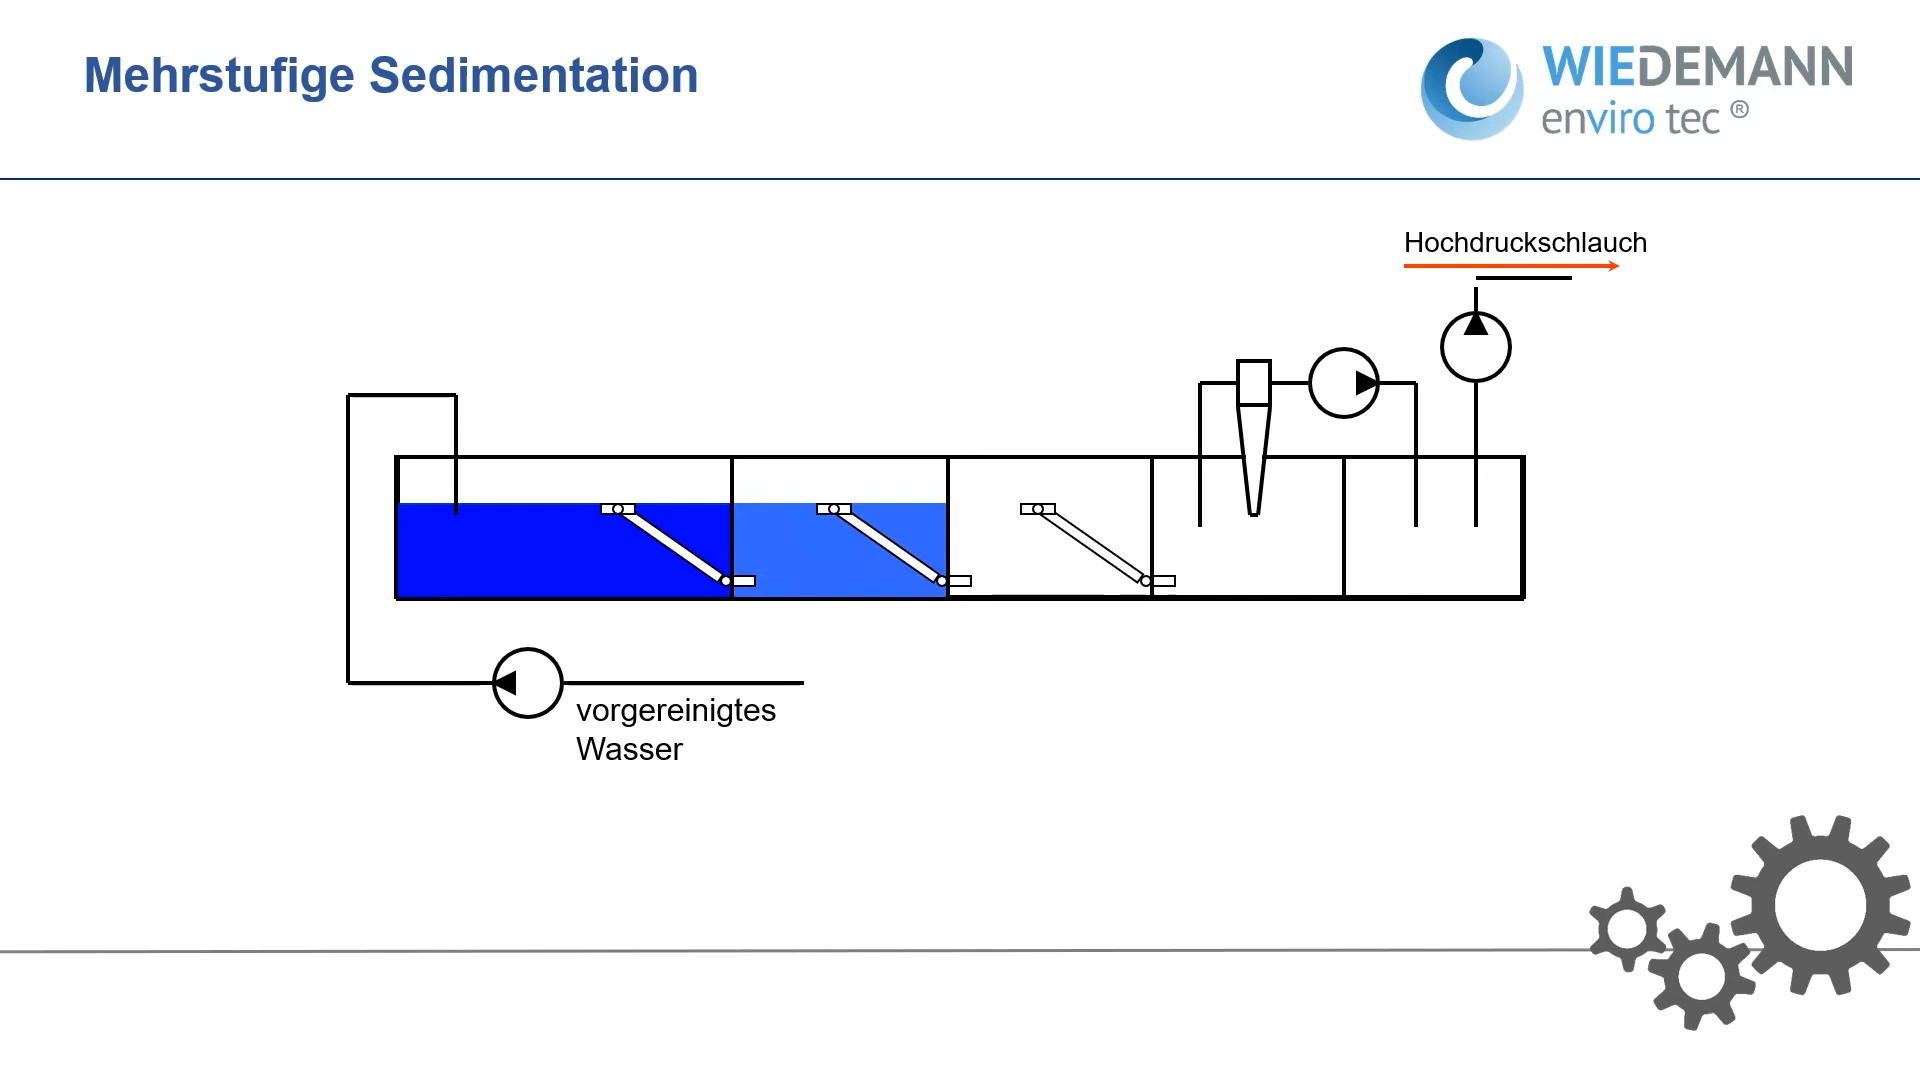 Mehrstufige Sedimentation
WIEDEMANN
enviro tec ®
Hochdruckschlauch
vorgereinigtes
Wasser